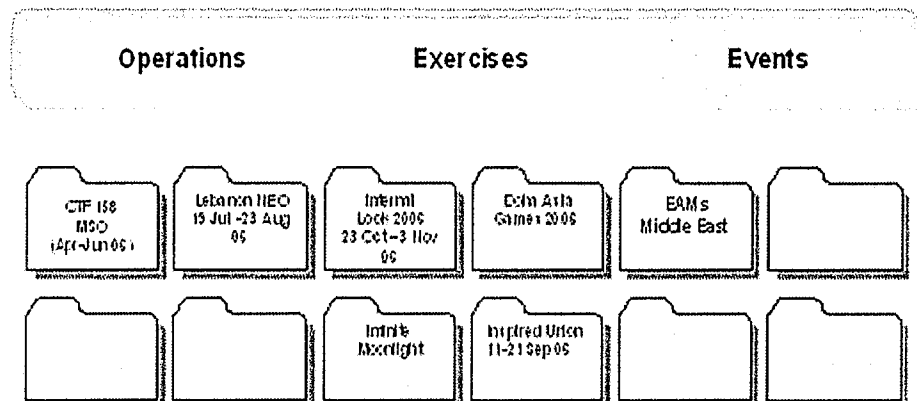 Operations Exercises Events
CTF 158
MSO
(Apr-Jun 06)
Lebanon NEO
15 Jul -23 Aug
06
Internal
Look 2006
23 Oct-3 Nov
06
Doha Asia
Games 2006
EAMs
Middle East
Infinite
Moonlight
Inspired Union
11-21 Sep 06